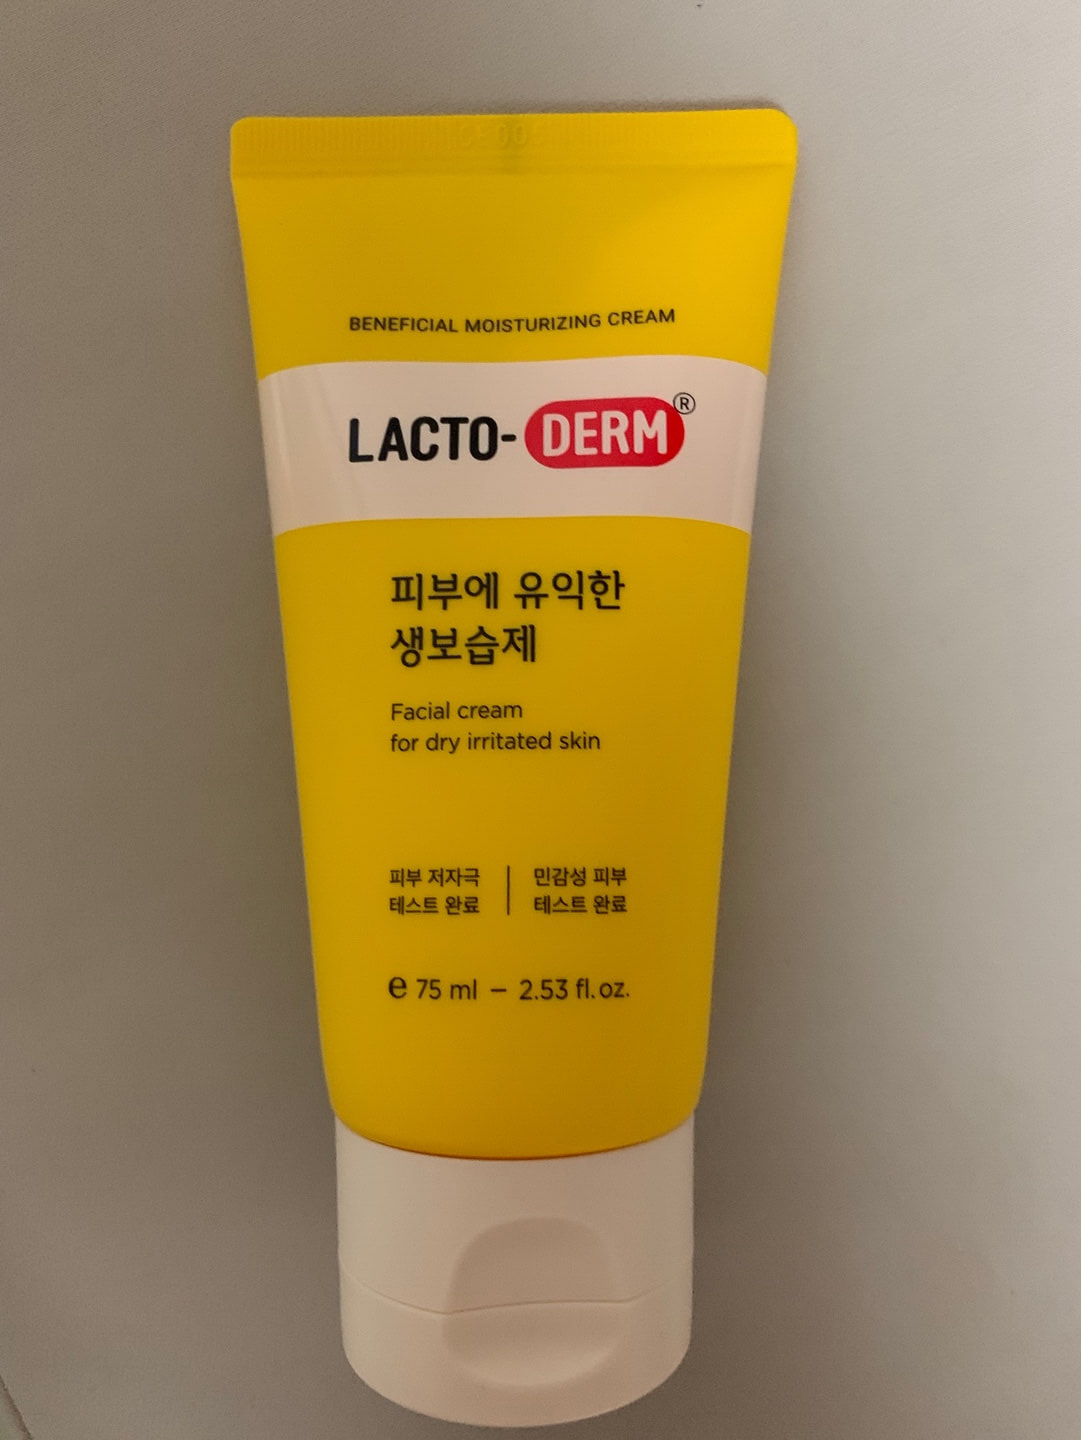 BENEFICIAL MOISTURIZING CREAM
LACTO-DERM®
피부에 유익한
생보습제
Facial cream
for dry irritated skin
피부 저자극 | 민감성 피부
테스트 완료 | 테스트 완료
℮ 75 ml – 2.53 fl.oz.